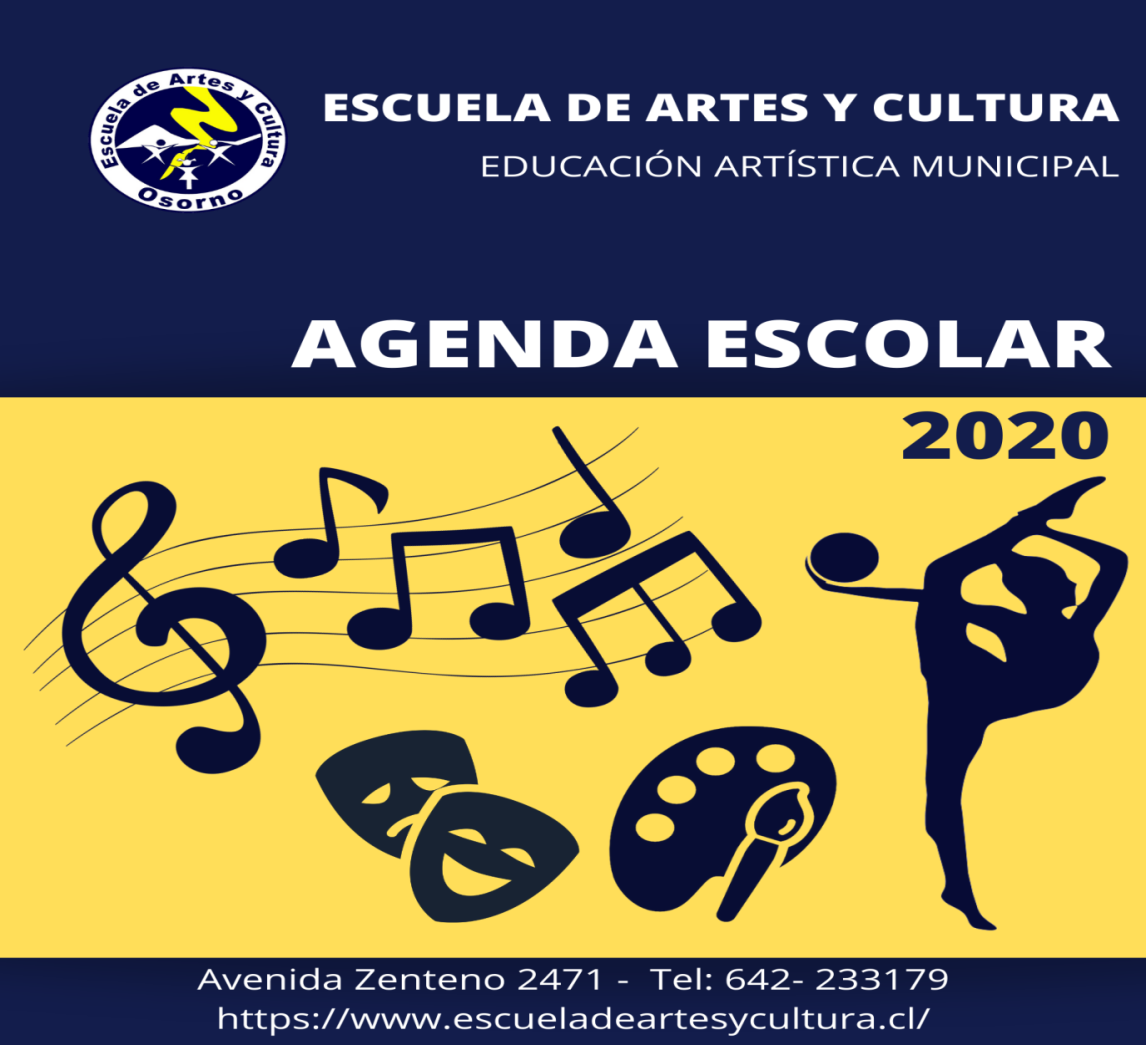 Escuela de Artes y Cultura
Osorno
ESCUELA DE ARTES Y CULTURA
EDUCACIÓN ARTÍSTICA MUNICIPAL
AGENDA ESCOLAR
2020
Avenida Zenteno 2471 - Tel: 642- 233179
https://www.escueladeartesycultura.cl/